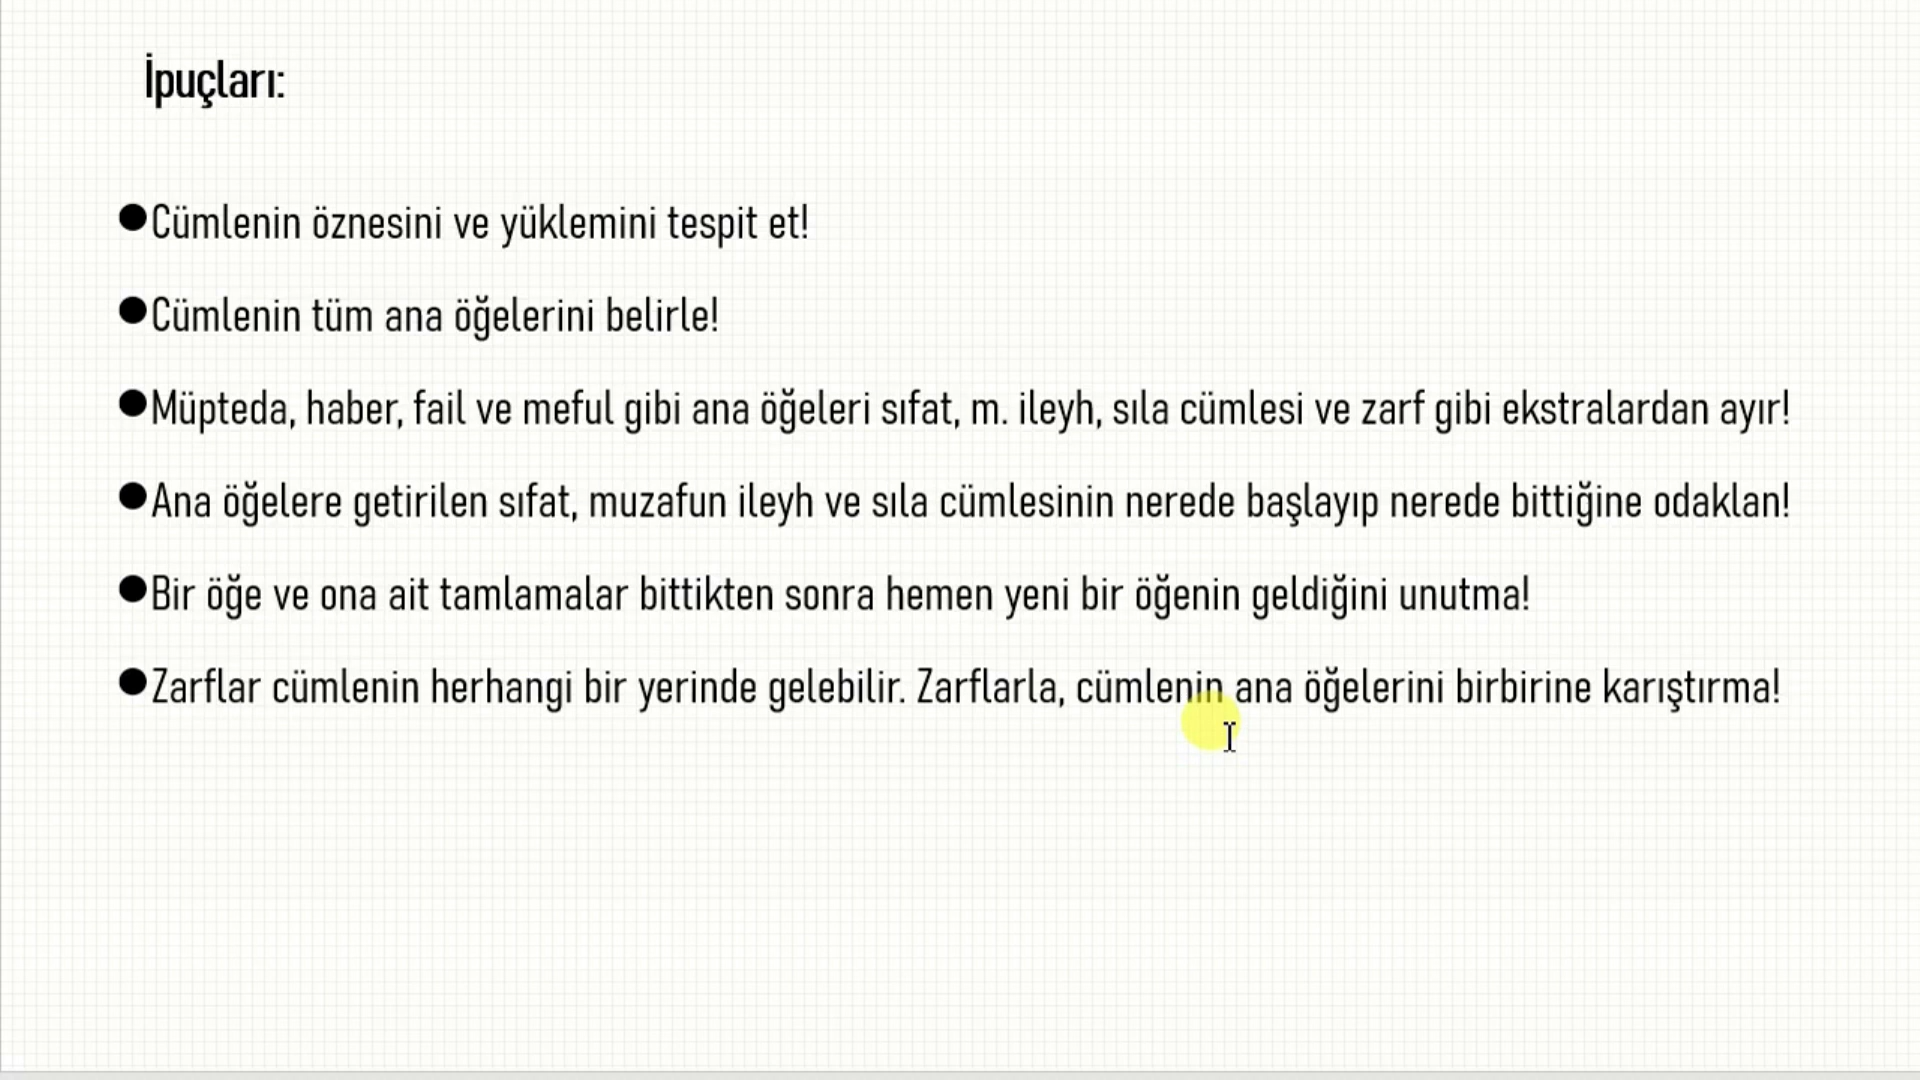 İpuçları:
●Cümlenin öznesini ve yüklemini tespit et!
●Cümlenin tüm ana öğelerini belirle!
●Müpteda, haber, fail ve meful gibi ana öğeleri sıfat, m. ileyh, sıla cümlesi ve zarf gibi ekstralardan ayır!
●Ana öğelere getirilen sıfat, muzafun ileyh ve sıla cümlesinin nerede başlayıp nerede bittiğine odaklan!
●Bir öğe ve ona ait tamlamalar bittikten sonra hemen yeni bir öğenin geldiğini unutma!
●Zarflar cümlenin herhangi bir yerinde gelebilir. Zarflarla, cümlenin ana öğelerini birbirine karıştırma!